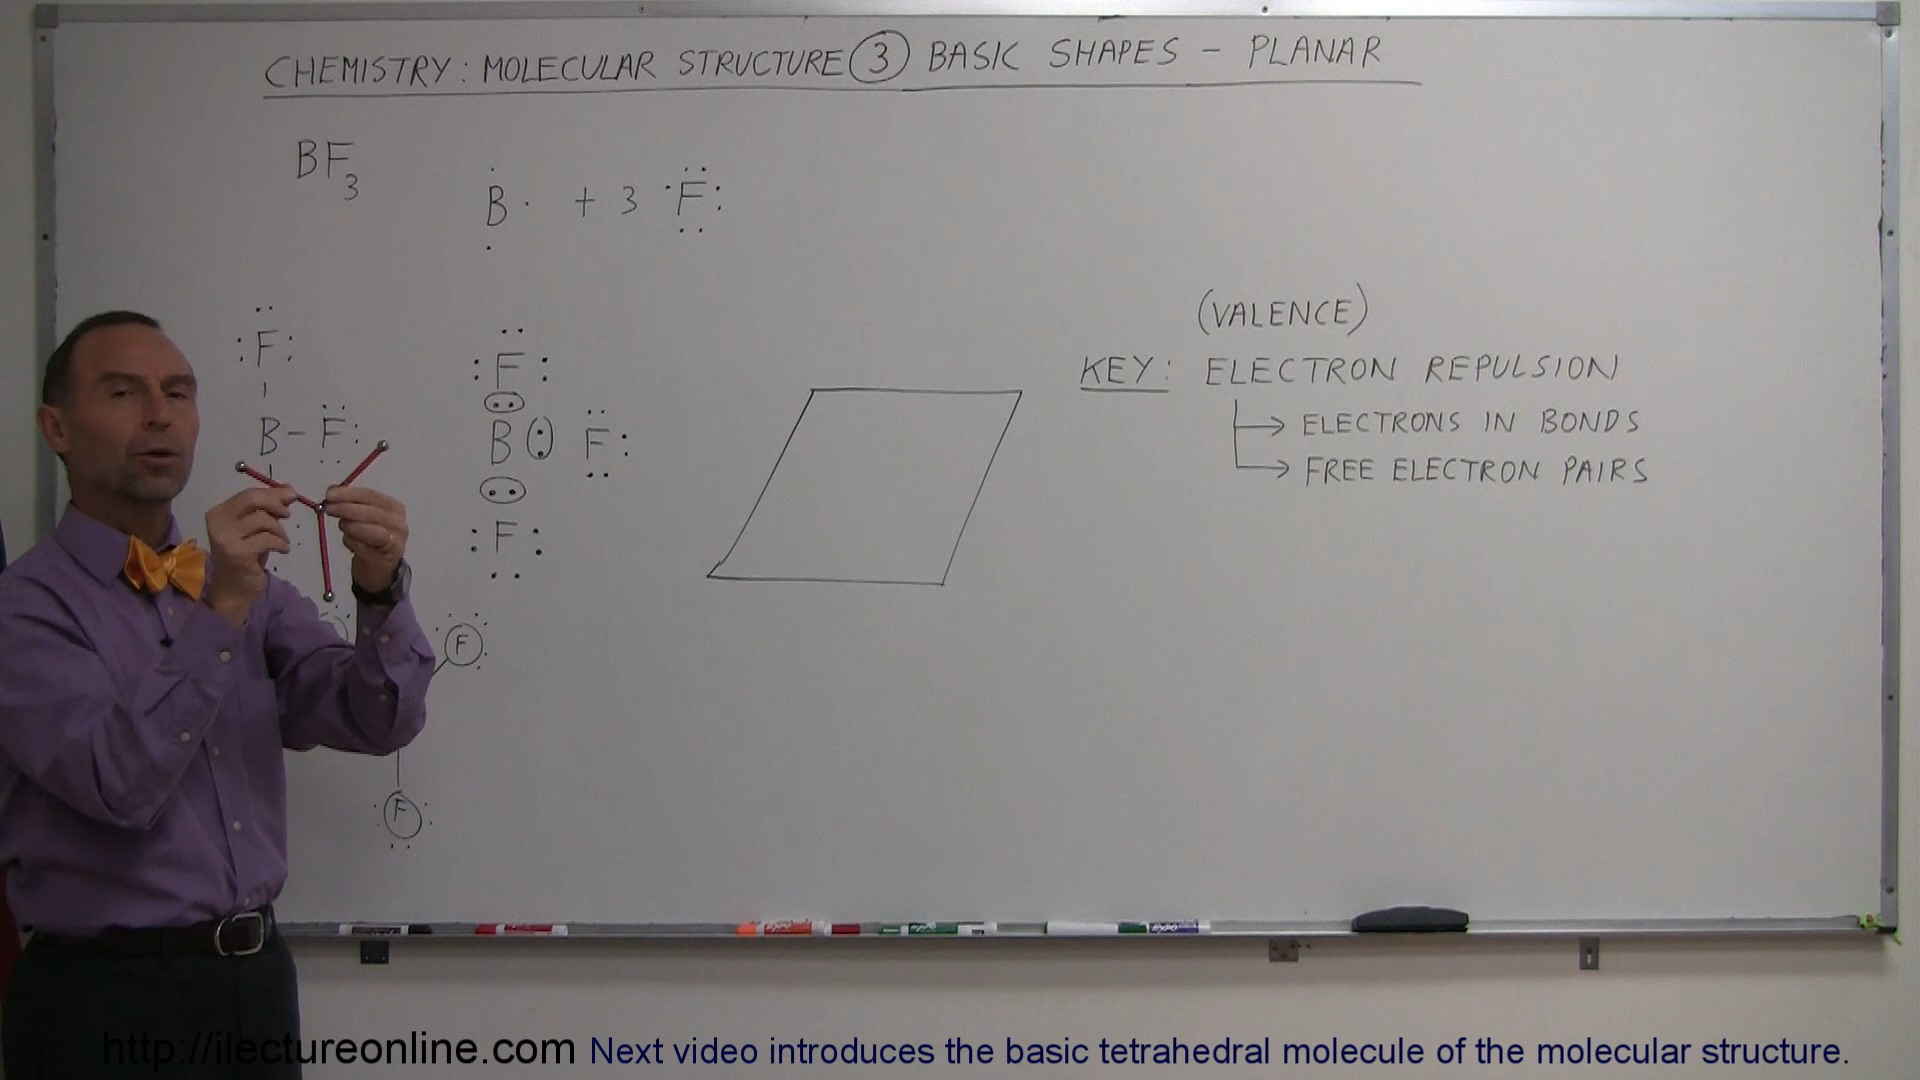 CHEMISTRY: MOLECULAR STRUCTURE ③ BASIC SHAPES - PLANAR
BF3
B + 3 F
(VALENCE)
KEY: ELECTRON REPULSION
→ ELECTRONS IN BONDS
→ FREE ELECTRON PAIRS
F
B - F
F
B F
F
F
F
http://ilectureonline.com Next video introduces the basic tetrahedral molecule of the molecular structure.